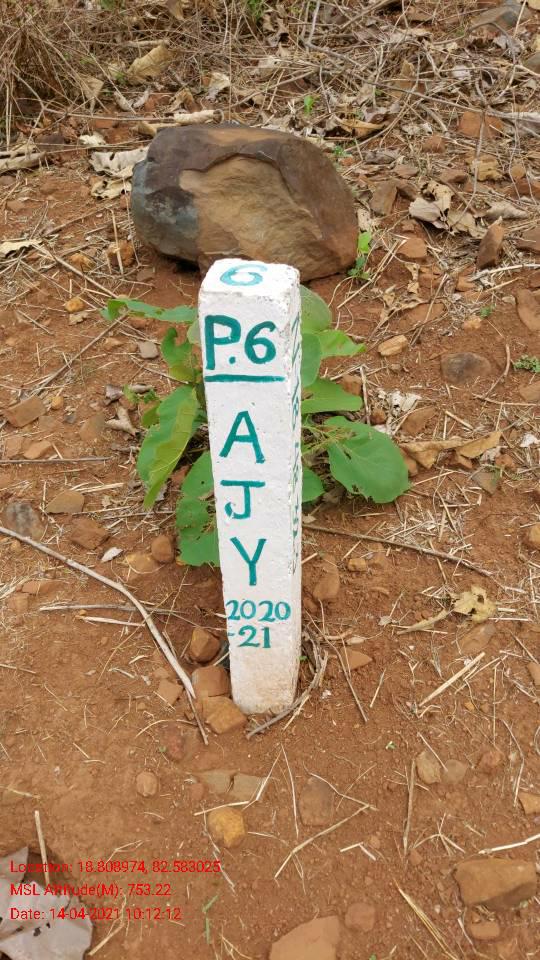 6
P.6
A
J
Y
2020
-21
Location: 18.808974, 82.583025
MSL Altitude(M): 753.22
Date: 14-04-2021 10:12:12